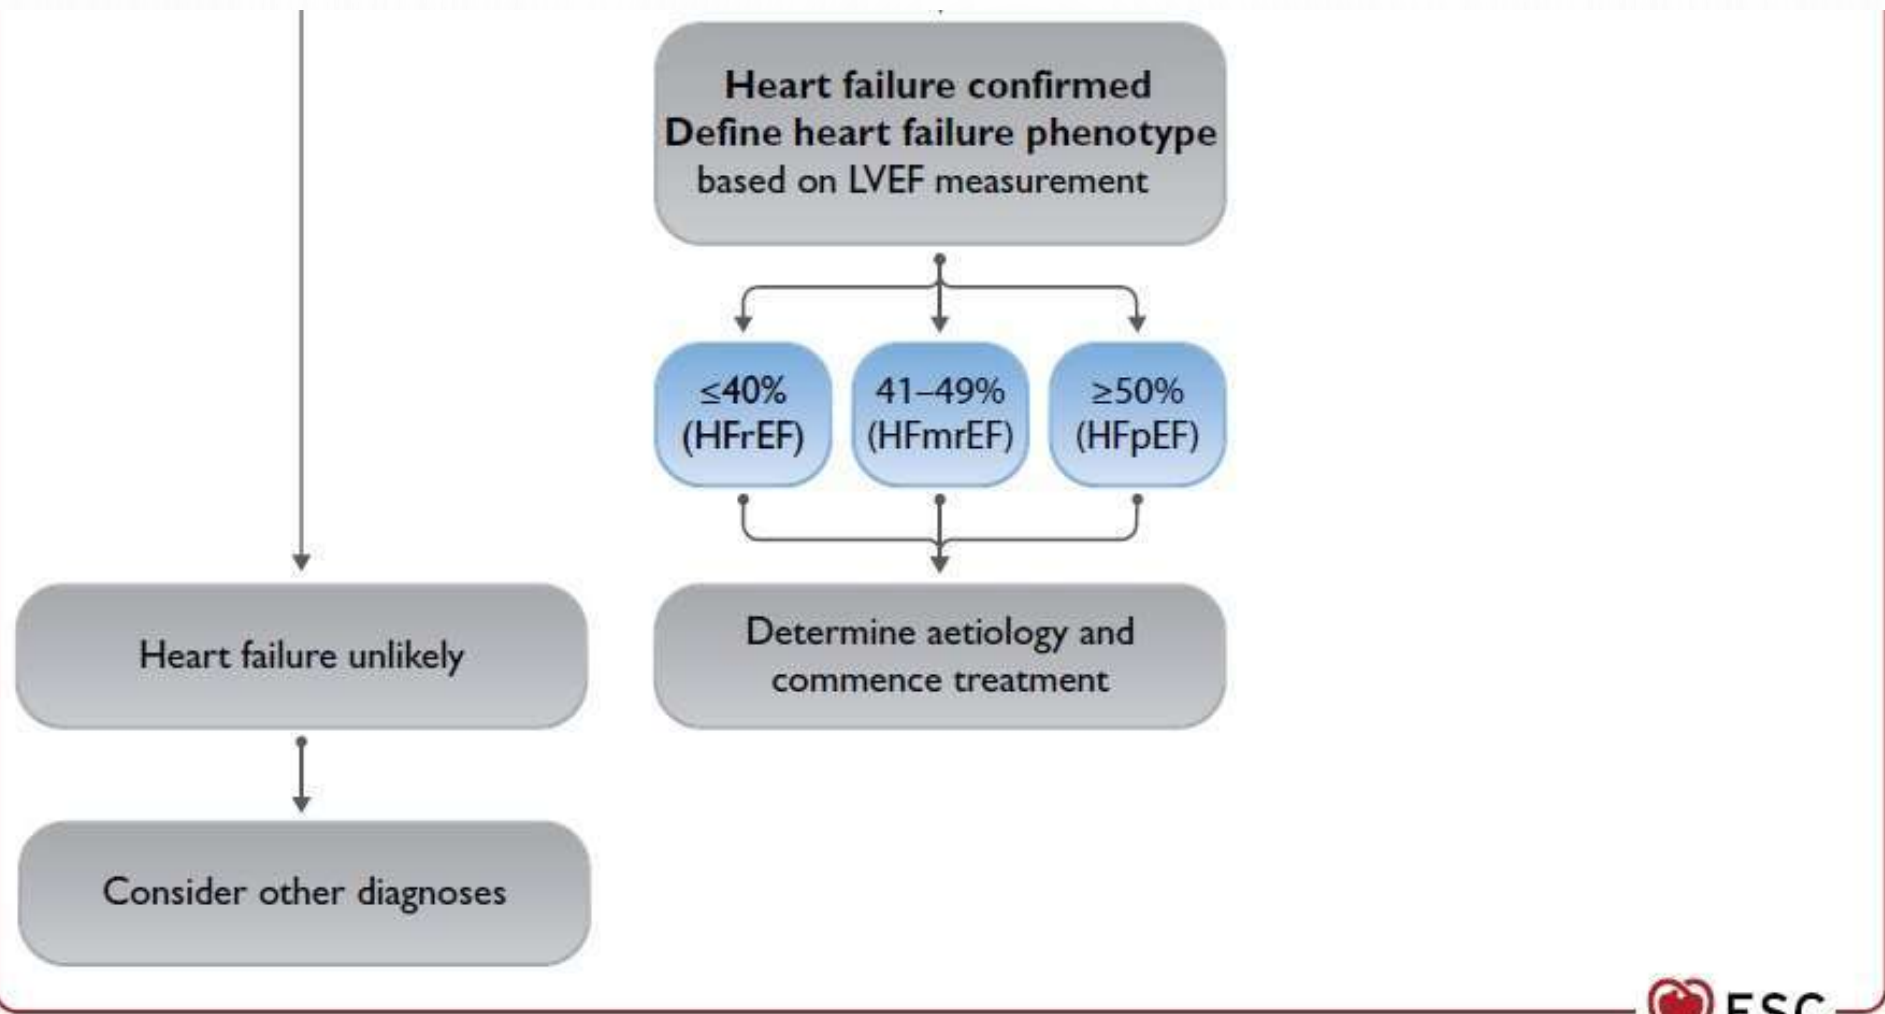 Heart failure confirmed
Define heart failure phenotype
based on LVEF measurement
≤40%
(HFrEF)
41–49%
(HFmrEF)
≥50%
(HFpEF)
Heart failure unlikely
Determine aetiology and
commence treatment
Consider other diagnoses
ESC